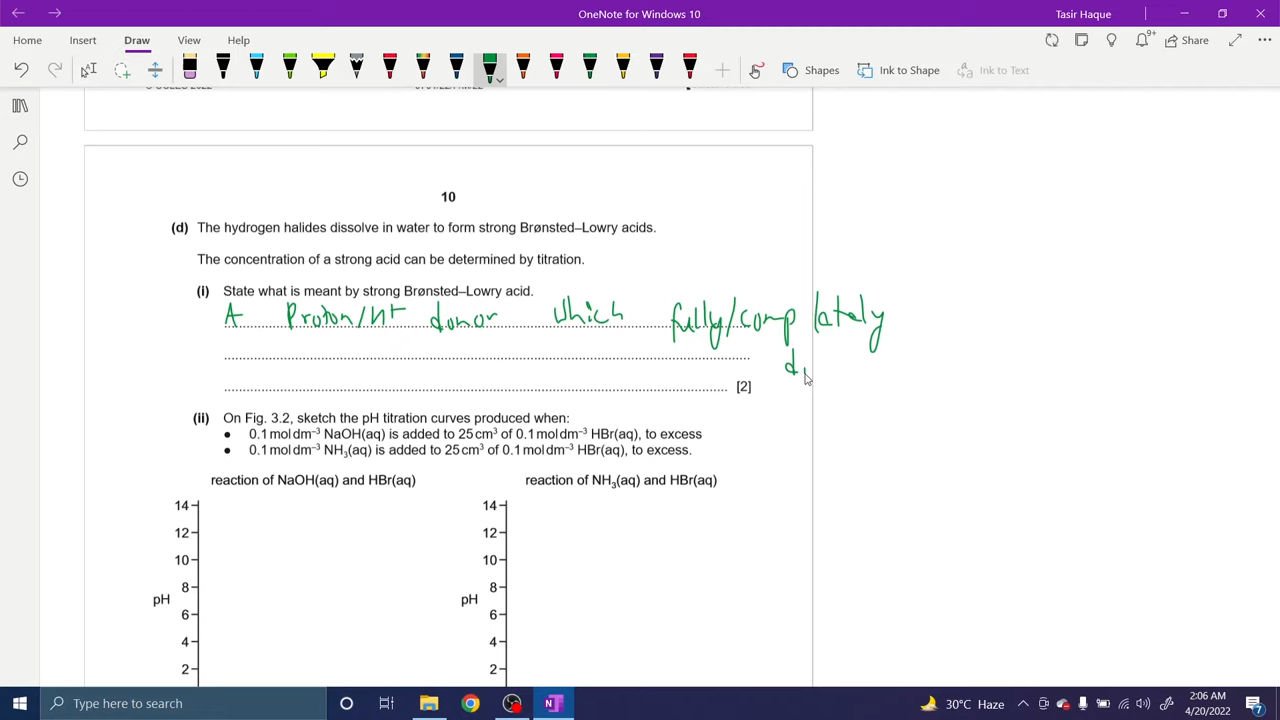 OneNote for Windows 10
Tasir Haque
Home Insert Draw View Help
9+
Share
Shapes
Ink to Shape
Ink to Text
10
(d) The hydrogen halides dissolve in water to form strong Brønsted–Lowry acids.
The concentration of a strong acid can be determined by titration.
(i) State what is meant by strong Brønsted–Lowry acid.
A Proton/H+ donor which fully/comp lately
[2]
(ii) On Fig. 3.2, sketch the pH titration curves produced when:
• 0.1 mol dm⁻³ NaOH(aq) is added to 25 cm³ of 0.1 mol dm⁻³ HBr(aq), to excess
• 0.1 mol dm⁻³ NH₃(aq) is added to 25 cm³ of 0.1 mol dm⁻³ HBr(aq), to excess.
reaction of NaOH(aq) and HBr(aq)
14
12
10
8
pH
6
4
2
reaction of NH₃(aq) and HBr(aq)
14
12
10
8
pH
6
4
2
Type here to search
30°C Haze
2:06 AM
4/20/2022
7